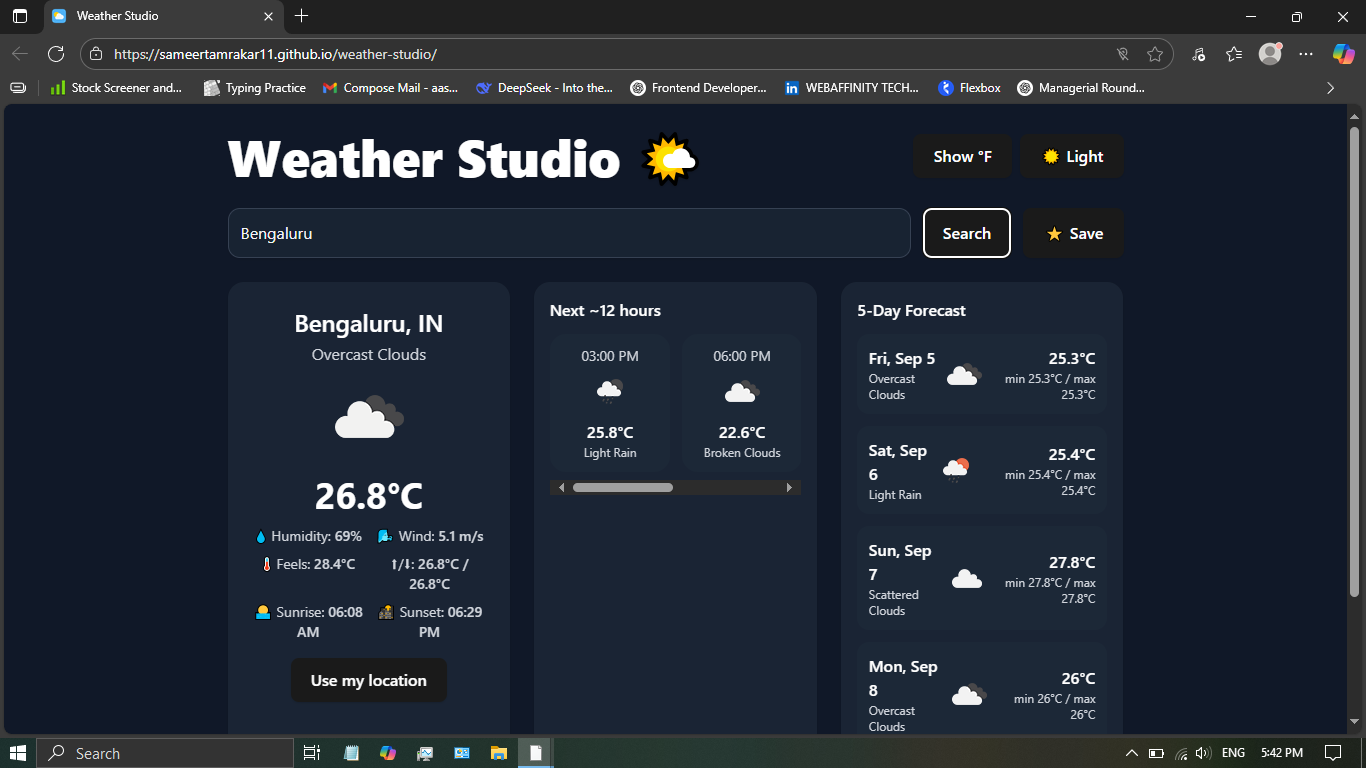 Weather Studio
https://sameertamrakar11.github.io/weather-studio/
Stock Screener and...
Typing Practice
Compose Mail - aas...
DeepSeek - Into the...
Frontend Developer...
WEBAFFINITY TECH...
Flexbox
Managerial Round...
Weather Studio
Show °F
Light
Bengaluru
Search
Save
Bengaluru, IN
Overcast Clouds
26.8°C
Humidity: 69%
Wind: 5.1 m/s
Feels: 28.4°C
↑/↓: 26.8°C /
26.8°C
Sunrise: 06:08
AM
Sunset: 06:29
PM
Use my location
Next ~12 hours
03:00 PM
25.8°C
Light Rain
06:00 PM
22.6°C
Broken Clouds
5-Day Forecast
Fri, Sep 5
Overcast
Clouds
25.3°C
min 25.3°C / max
25.3°C
Sat, Sep
6
Light Rain
25.4°C
min 25.4°C / max
25.4°C
Sun, Sep
7
Scattered
Clouds
27.8°C
min 27.8°C / max
27.8°C
Mon, Sep
8
Overcast
Clouds
26°C
min 26°C / max
26°C
Search
ENG
5:42 PM